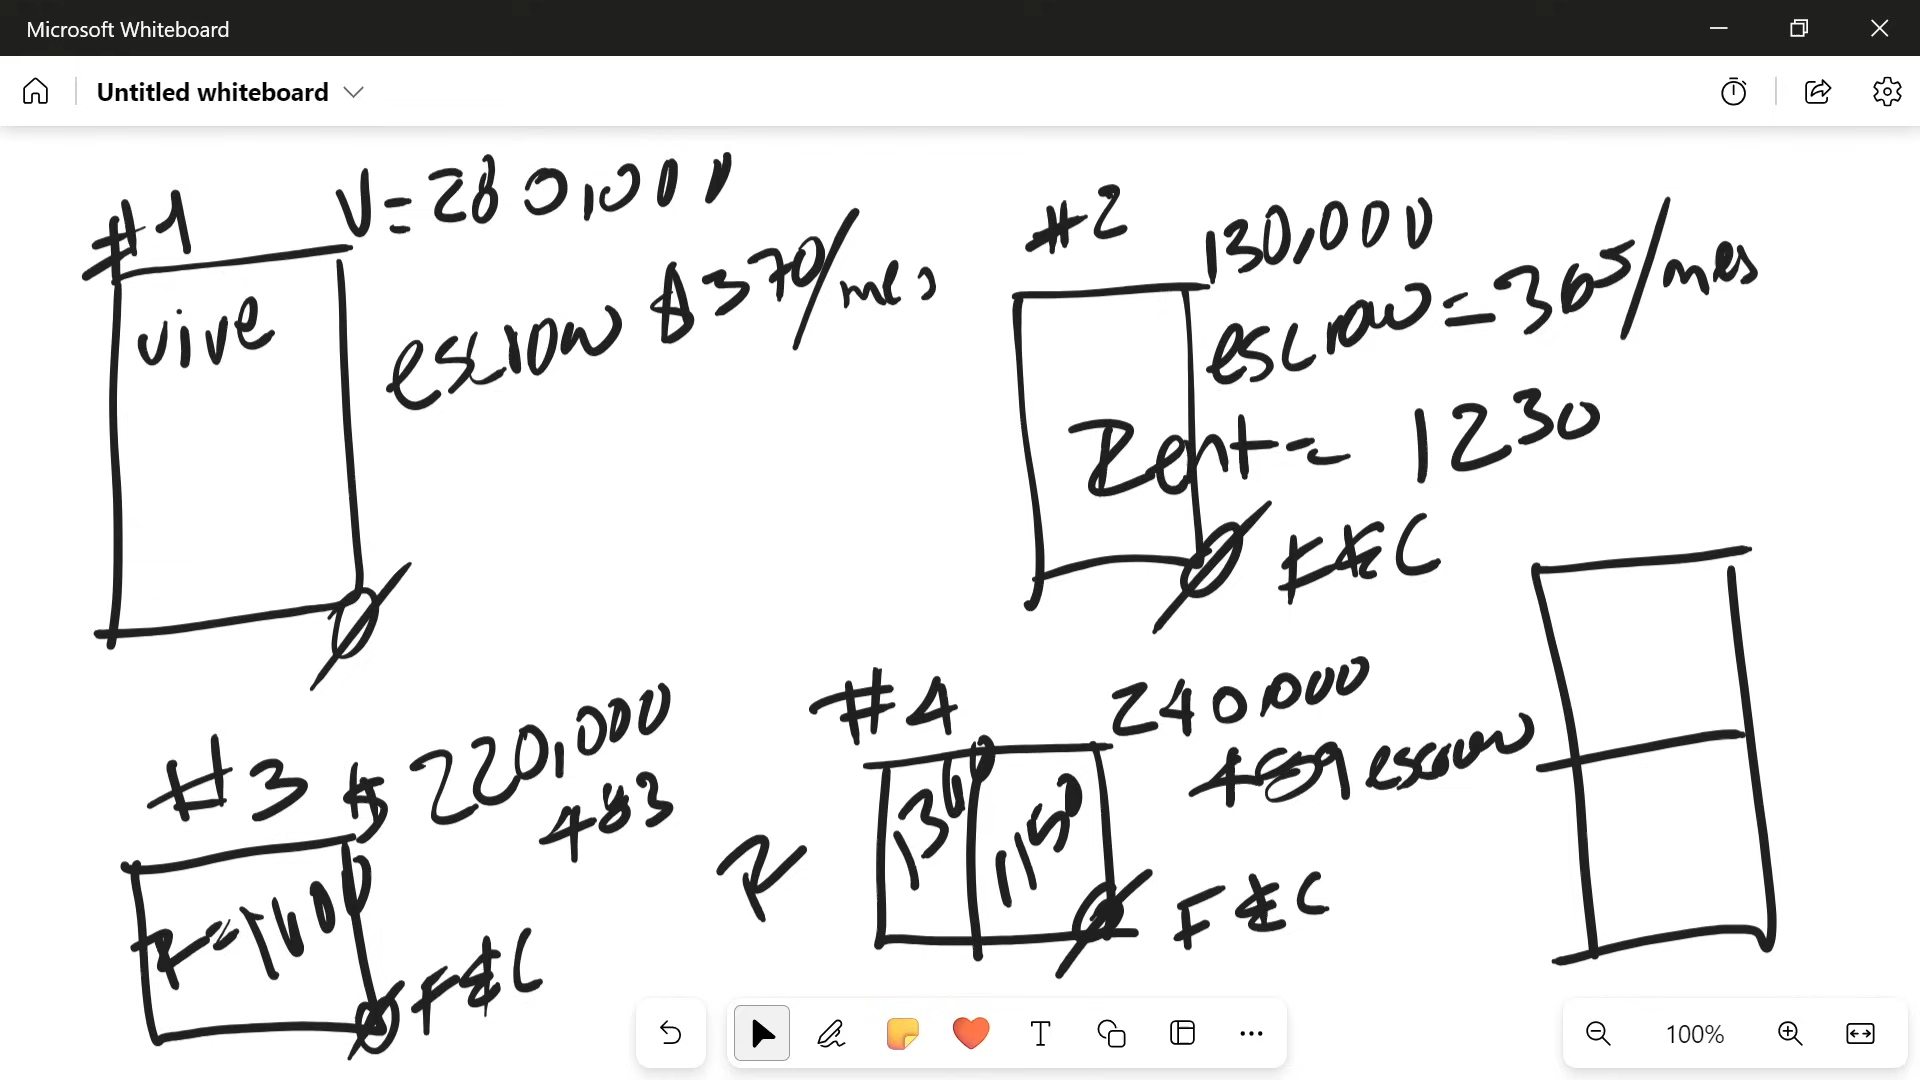 Microsoft Whiteboard
Untitled whiteboard
#1 V=280,000
vive
escrow $370/mes
#2 130,000
escrow=365/mes
Rent= 1230
F&C
#3 $220,000
483
R=1600
F&C
#4 240,000
escrow
R
1150
F&C
T
100%